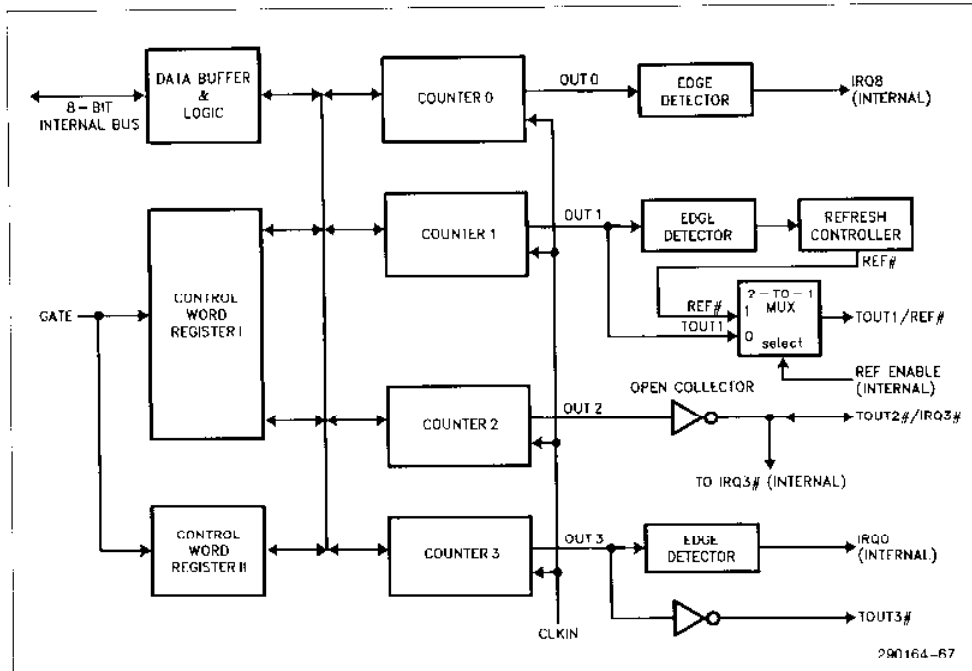 DATA BUFFER
&
LOGIC
8-BIT
INTERNAL BUS
COUNTER 0
OUT 0
EDGE
DETECTOR
IRQ8
(INTERNAL)
GATE
CONTROL
WORD
REGISTER I
COUNTER 1
OUT 1
EDGE
DETECTOR
REFRESH
CONTROLLER
REF#
REF#
TOUT1
2-TO-1
MUX
1
0
select
TOUT1/REF#
REF ENABLE
(INTERNAL)
COUNTER 2
OUT 2
OPEN COLLECTOR
TOUT2#/IRQ3#
TO IRQ3# (INTERNAL)
CONTROL
WORD
REGISTER II
COUNTER 3
OUT 3
EDGE
DETECTOR
IRQ0
(INTERNAL)
TOUT3#
CLKIN
290164-67